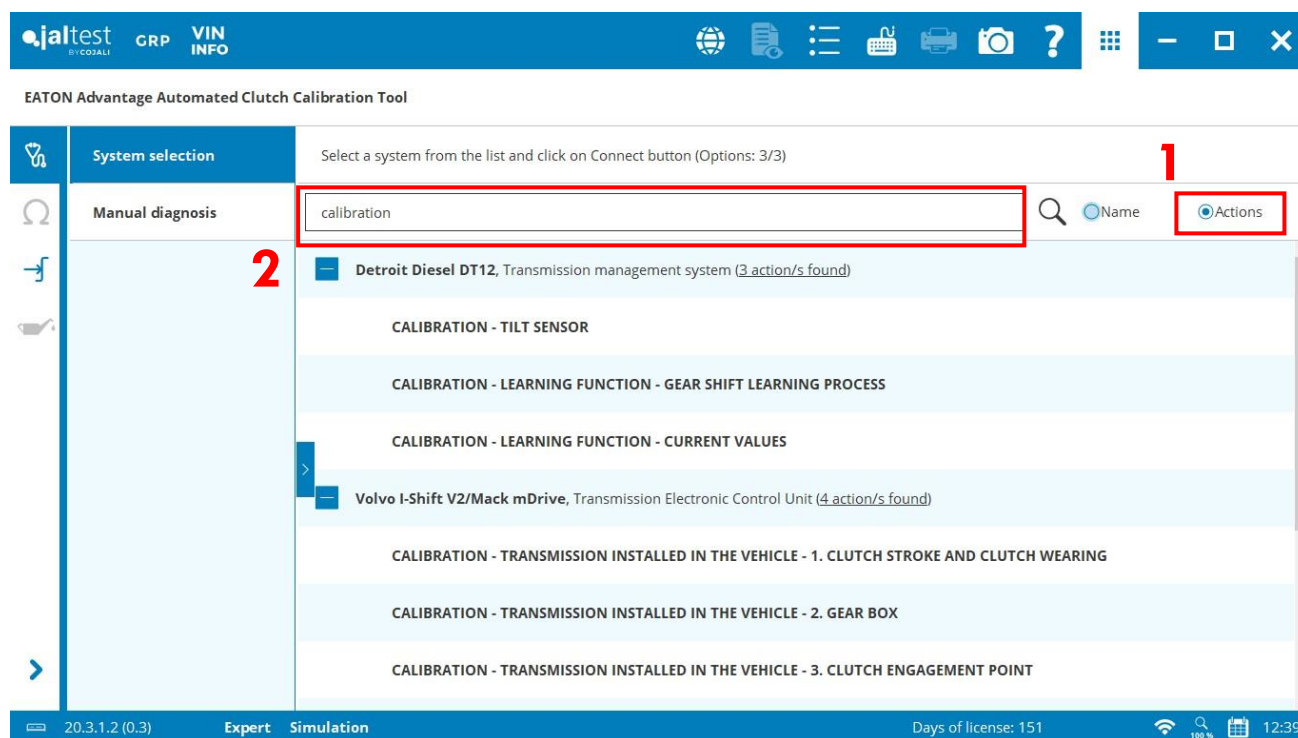 jaltest GRP VIN
BY COJALI INFO
EATON Advantage Automated Clutch Calibration Tool
System selection Select a system from the list and click on Connect button (Options: 3/3)
1
Manual diagnosis calibration Name Actions
2
Detroit Diesel DT12, Transmission management system (3 action/s found)
CALIBRATION - TILT SENSOR
CALIBRATION - LEARNING FUNCTION - GEAR SHIFT LEARNING PROCESS
CALIBRATION - LEARNING FUNCTION - CURRENT VALUES
Volvo I-Shift V2/Mack mDrive, Transmission Electronic Control Unit (4 action/s found)
CALIBRATION - TRANSMISSION INSTALLED IN THE VEHICLE - 1. CLUTCH STROKE AND CLUTCH WEARING
CALIBRATION - TRANSMISSION INSTALLED IN THE VEHICLE - 2. GEAR BOX
CALIBRATION - TRANSMISSION INSTALLED IN THE VEHICLE - 3. CLUTCH ENGAGEMENT POINT
20.3.1.2 (0.3) Expert Simulation Days of license: 151 100 % 12:39